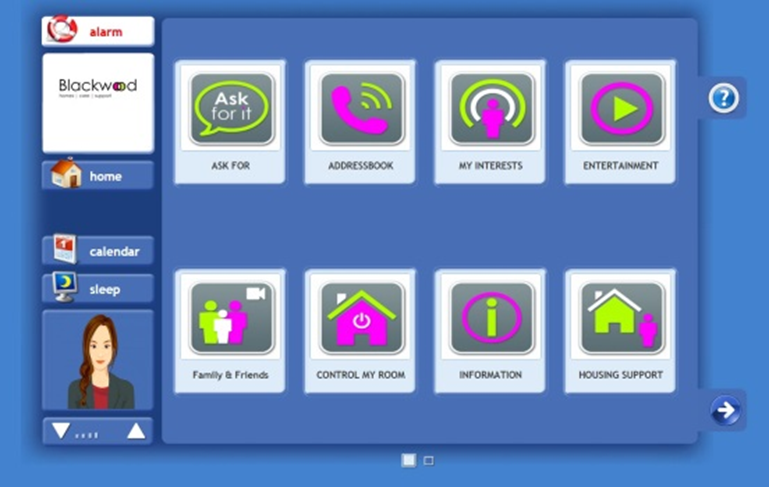 alarm
Blackwood
homes | care | support
home
calendar
sleep
Ask
for it
ASK FOR
ADDRESSBOOK
MY INTERESTS
ENTERTAINMENT
Family & Friends
CONTROL MY ROOM
INFORMATION
HOUSING SUPPORT